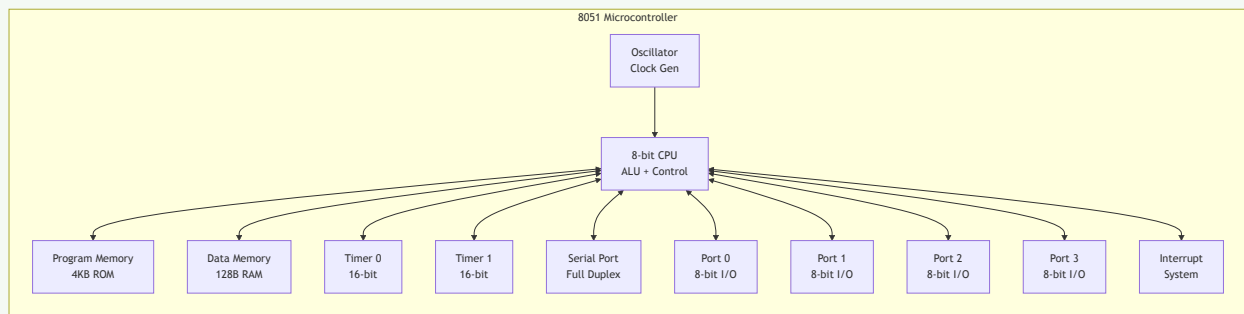 8051 Microcontroller
Oscillator
Clock Gen
8-bit CPU
ALU + Control
Program Memory
4KB ROM
Data Memory
128B RAM
Timer 0
16-bit
Timer 1
16-bit
Serial Port
Full Duplex
Port 0
8-bit I/O
Port 1
8-bit I/O
Port 2
8-bit I/O
Port 3
8-bit I/O
Interrupt
System